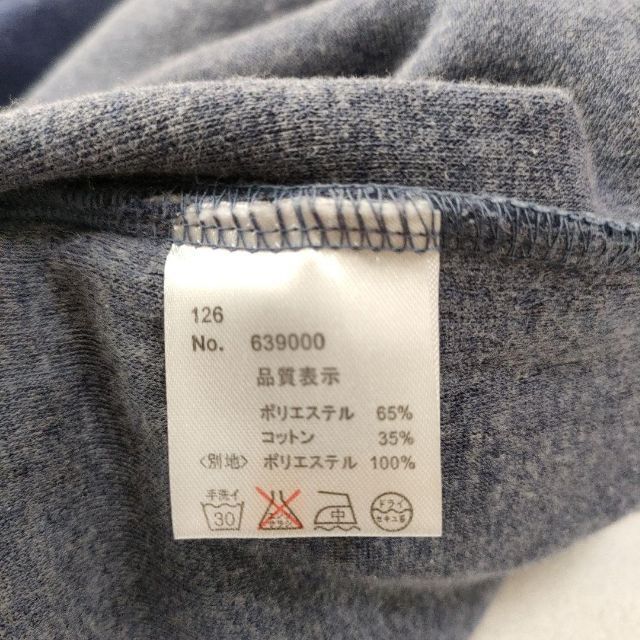 126
No. 639000
品質表示
ポリエステル 65%
コットン 35%
〈別地〉 ポリエステル 100%
手洗イ
30 中 ドライ